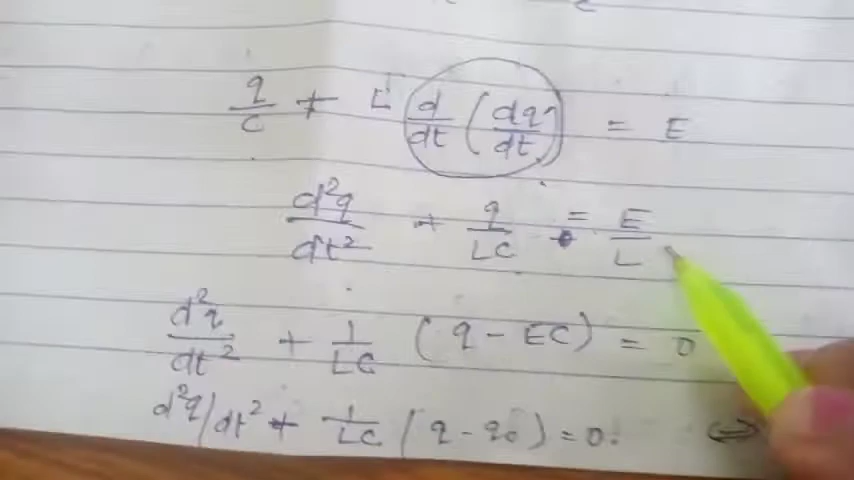 q/C + L d/dt (dq/dt) = E
d²q/dt² + q/LC = E/L
d²q/dt² + 1/LC (q - EC) = 0
d²q/dt² + 1/LC (q - q₀) = 0. ⇔